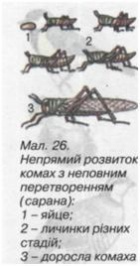 2
3
Мал. 26.
Непрямий розвиток
комах з неповним
перетворенням
(сарана):
1 – яйце;
2 – личинки різних
стадій;
3 – доросла комаха